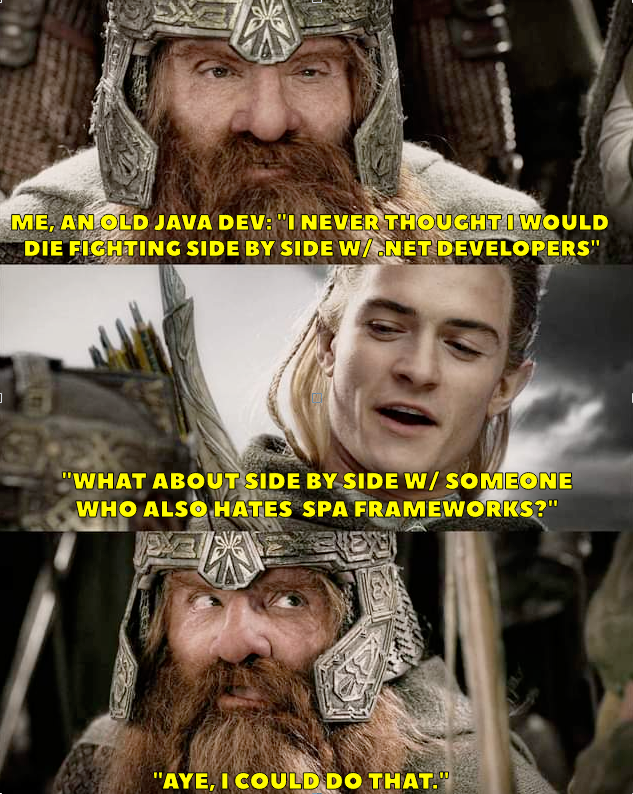 ME, AN OLD JAVA DEV: "I NEVER THOUGHT I WOULD
DIE FIGHTING SIDE BY SIDE W/ .NET DEVELOPERS"
"WHAT ABOUT SIDE BY SIDE W/ SOMEONE
WHO ALSO HATES SPA FRAMEWORKS?"
"AYE, I COULD DO THAT."